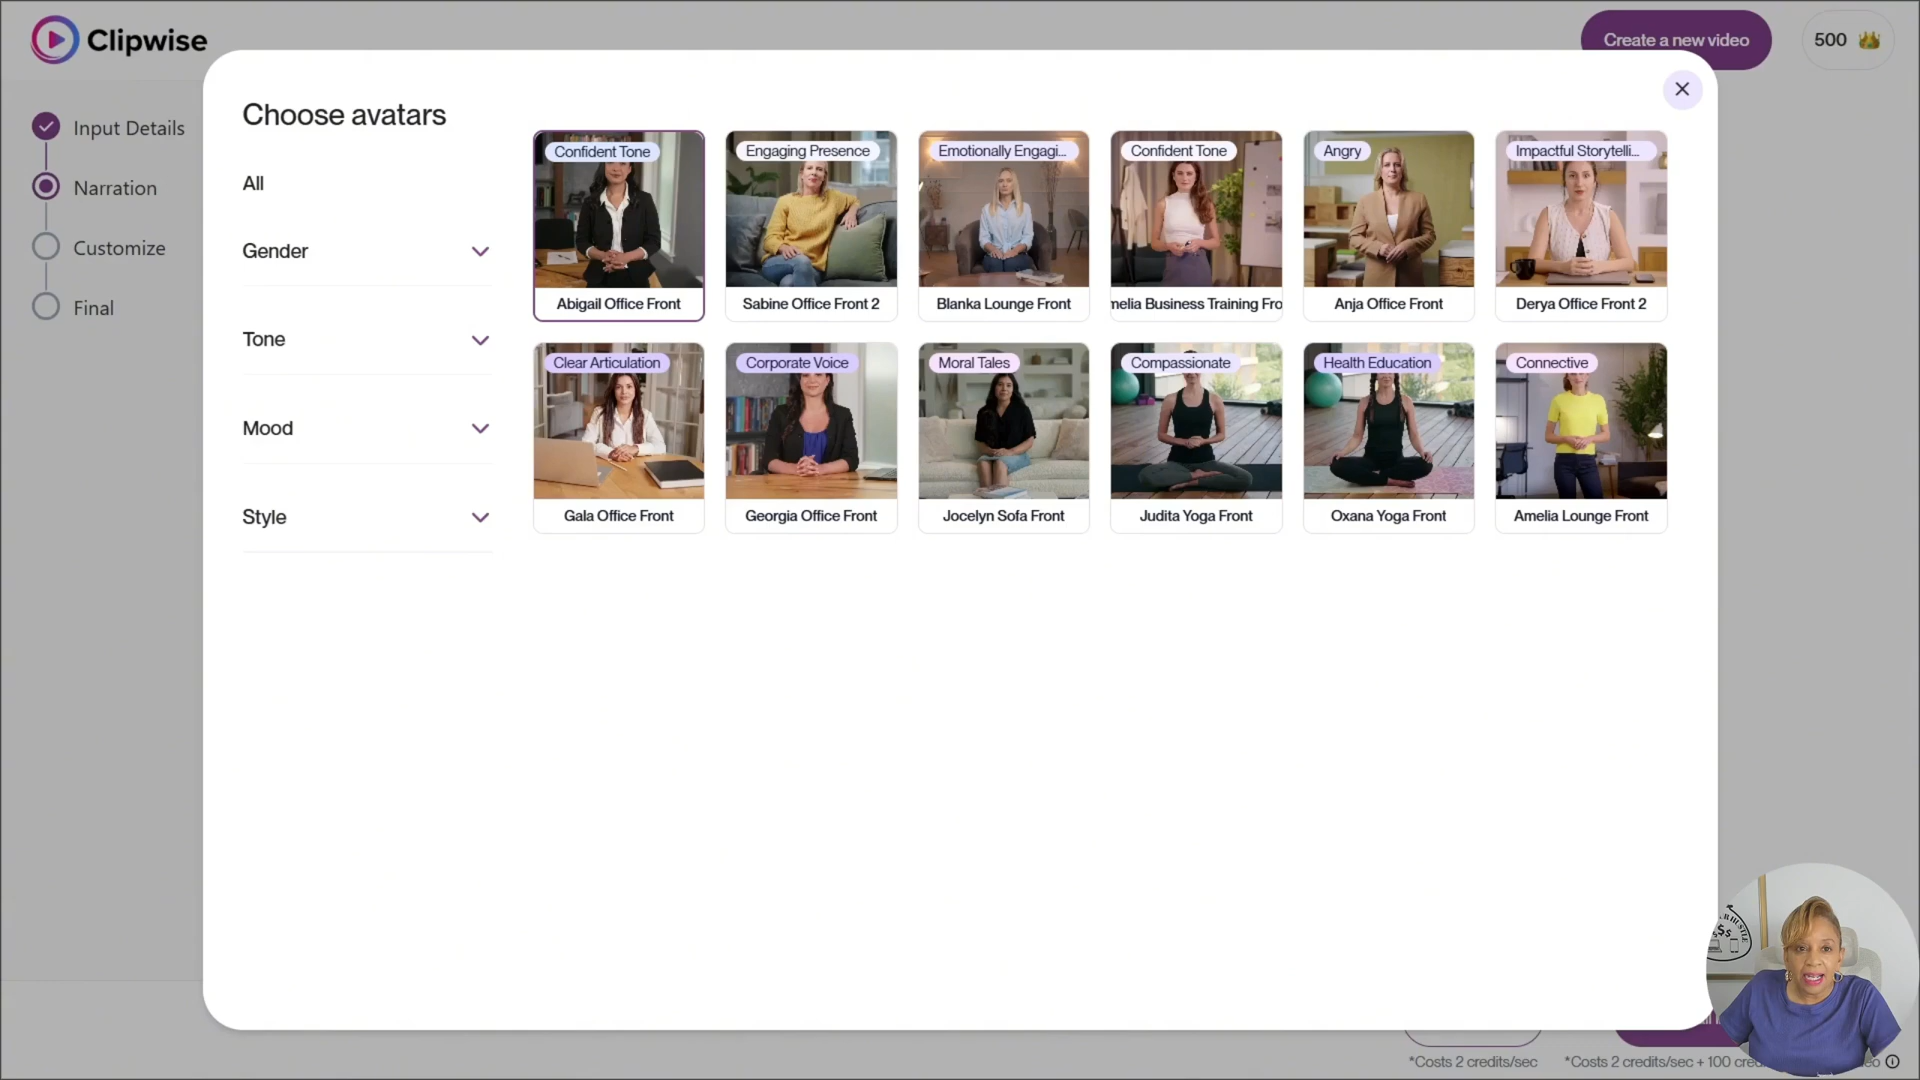 Clipwise
Create a new video
500
Input Details
Narration
Customize
Final
Choose avatars
All
Gender
Tone
Mood
Style
Confident Tone
Abigail Office Front
Engaging Presence
Sabine Office Front 2
Emotionally Engagi...
Blanka Lounge Front
Confident Tone
melia Business Training Fro
Angry
Anja Office Front
Impactful Storytelli...
Derya Office Front 2
Clear Articulation
Gala Office Front
Corporate Voice
Georgia Office Front
Moral Tales
Jocelyn Sofa Front
Compassionate
Judita Yoga Front
Health Education
Oxana Yoga Front
Connective
Amelia Lounge Front
$$$
*Costs 2 credits/sec
*Costs 2 credits/sec + 100 cre